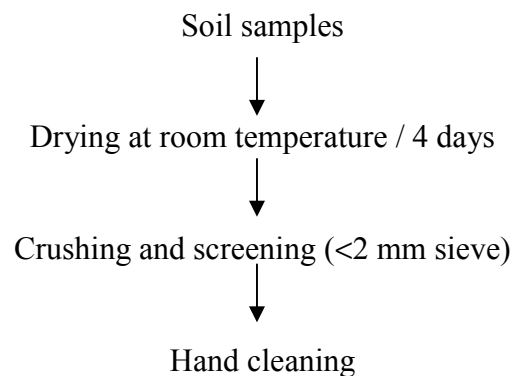 Soil samples
Drying at room temperature / 4 days
Crushing and screening (<2 mm sieve)
Hand cleaning